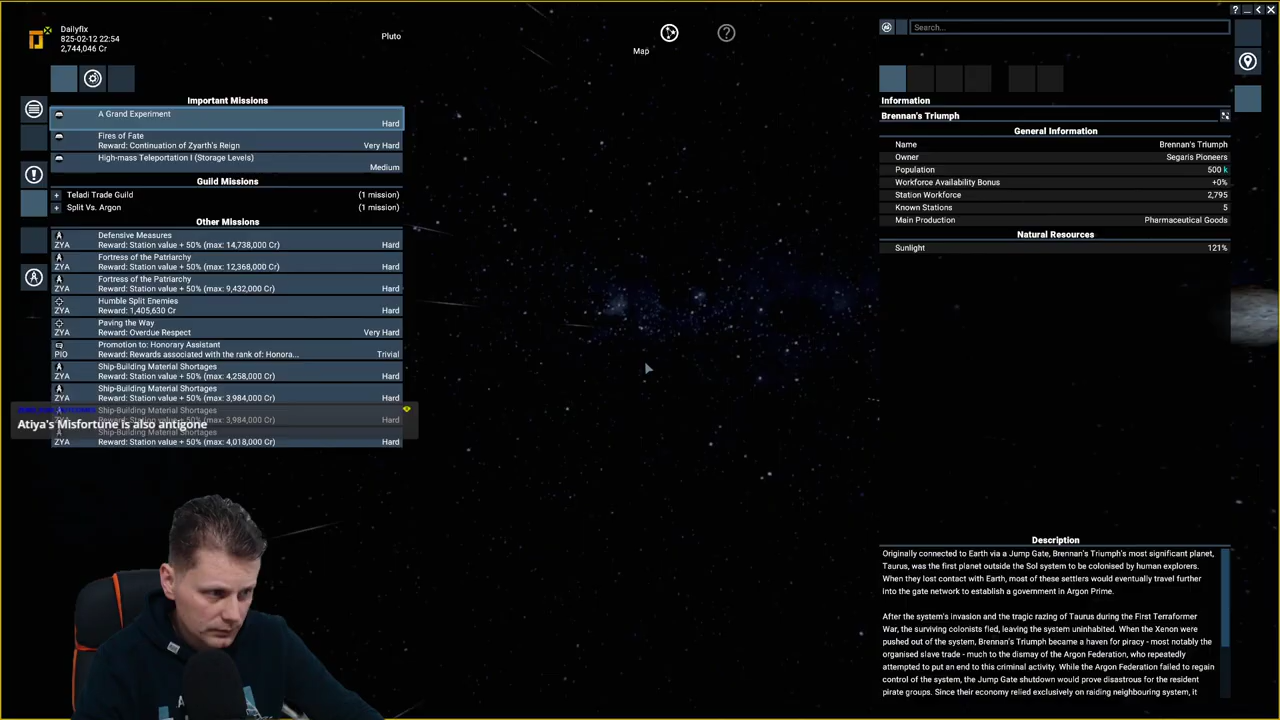 Dailyfix
825-02-12 22:54
2,744,046 Cr
Pluto
Map
Search...
Important Missions
A Grand Experiment
Hard
Fires of Fate
Reward: Continuation of Zyarth's Reign Very Hard
High-mass Teleportation I (Storage Levels)
Medium
Guild Missions
+ Teladi Trade Guild (1 mission)
+ Split Vs. Argon (1 mission)
Other Missions
Defensive Measures
ZYA Reward: Station value + 50% (max: 14,738,000 Cr) Hard
Fortress of the Patriarchy
ZYA Reward: Station value + 50% (max: 12,368,000 Cr) Hard
Fortress of the Patriarchy
ZYA Reward: Station value + 50% (max: 9,432,000 Cr) Hard
Humble Split Enemies
ZYA Reward: 1,405,630 Cr Hard
Paving the Way
ZYA Reward: Overdue Respect Very Hard
Promotion to: Honorary Assistant
PIO Reward: Rewards associated with the rank of: Honora... Trivial
Ship-Building Material Shortages
ZYA Reward: Station value + 50% (max: 4,258,000 Cr) Hard
Ship-Building Material Shortages
ZYA Reward: Station value + 50% (max: 3,984,000 Cr) Hard
Ship-Building Material Shortages
ZYA Reward: Station value + 50% (max: 3,984,000 Cr) Hard
Ship-Building Material Shortages
ZYA Reward: Station value + 50% (max: 4,018,000 Cr) Hard
Atiya's Misfortune is also antigone
Information
Brennan's Triumph
General Information
Name Brennan's Triumph
Owner Segaris Pioneers
Population 500 k
Workforce Availability Bonus +0%
Station Workforce 2,795
Known Stations 5
Main Production Pharmaceutical Goods
Natural Resources
Sunlight 121%
Description
Originally connected to Earth via a Jump Gate, Brennan's Triumph's most significant planet,
Taurus, was the first planet outside the Sol system to be colonised by human explorers.
When they lost contact with Earth, most of these settlers would eventually travel further
into the gate network to establish a government in Argon Prime.
After the system's invasion and the tragic razing of Taurus during the First Terraformer
War, the surviving colonists fled, leaving the system uninhabited. When the Xenon were
pushed out of the system, Brennan's Triumph became a haven for piracy - most notably the
organised slave trade - much to the dismay of the Argon Federation, who repeatedly
attempted to put an end to this criminal activity. While the Argon Federation failed to regain
control of the system, the Jump Gate shutdown would prove disastrous for the resident
pirate groups. Since their economy relied exclusively on raiding neighbouring system, it